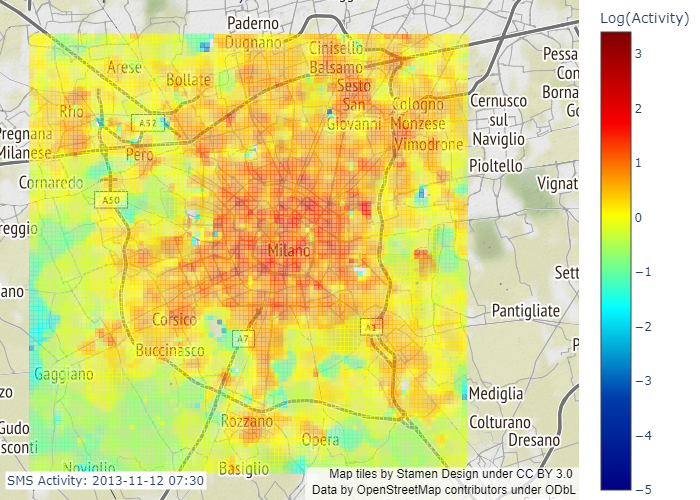 Log(Activity)
3
2
1
0
−1
−2
−3
−4
−5
Paderno
Dugnano
Cinisello
Balsamo
Arese
Bollate
Pessa
Con
Borna
Go
Sesto
San
Giovanni
Cologno
Monzese
Cernusco
sul
Naviglio
Rho
A52
Pregnana
Milanese
Pero
Vimodrone
Pioltello
Cornaredo
Vignat
A50
reggio
Milano
Sett
ano
Pantigliate
Corsico
A7
A1
Buccinasco
P
Gaggiano
zo
Mediglia
Rozzano
Colturano
Gudo
sconti
Opera
Dresano
Noviglio
Basiglio
SMS Activity: 2013-11-12 07:30
Map tiles by Stamen Design under CC BY 3.0
Data by OpenStreetMap contributors under ODbL